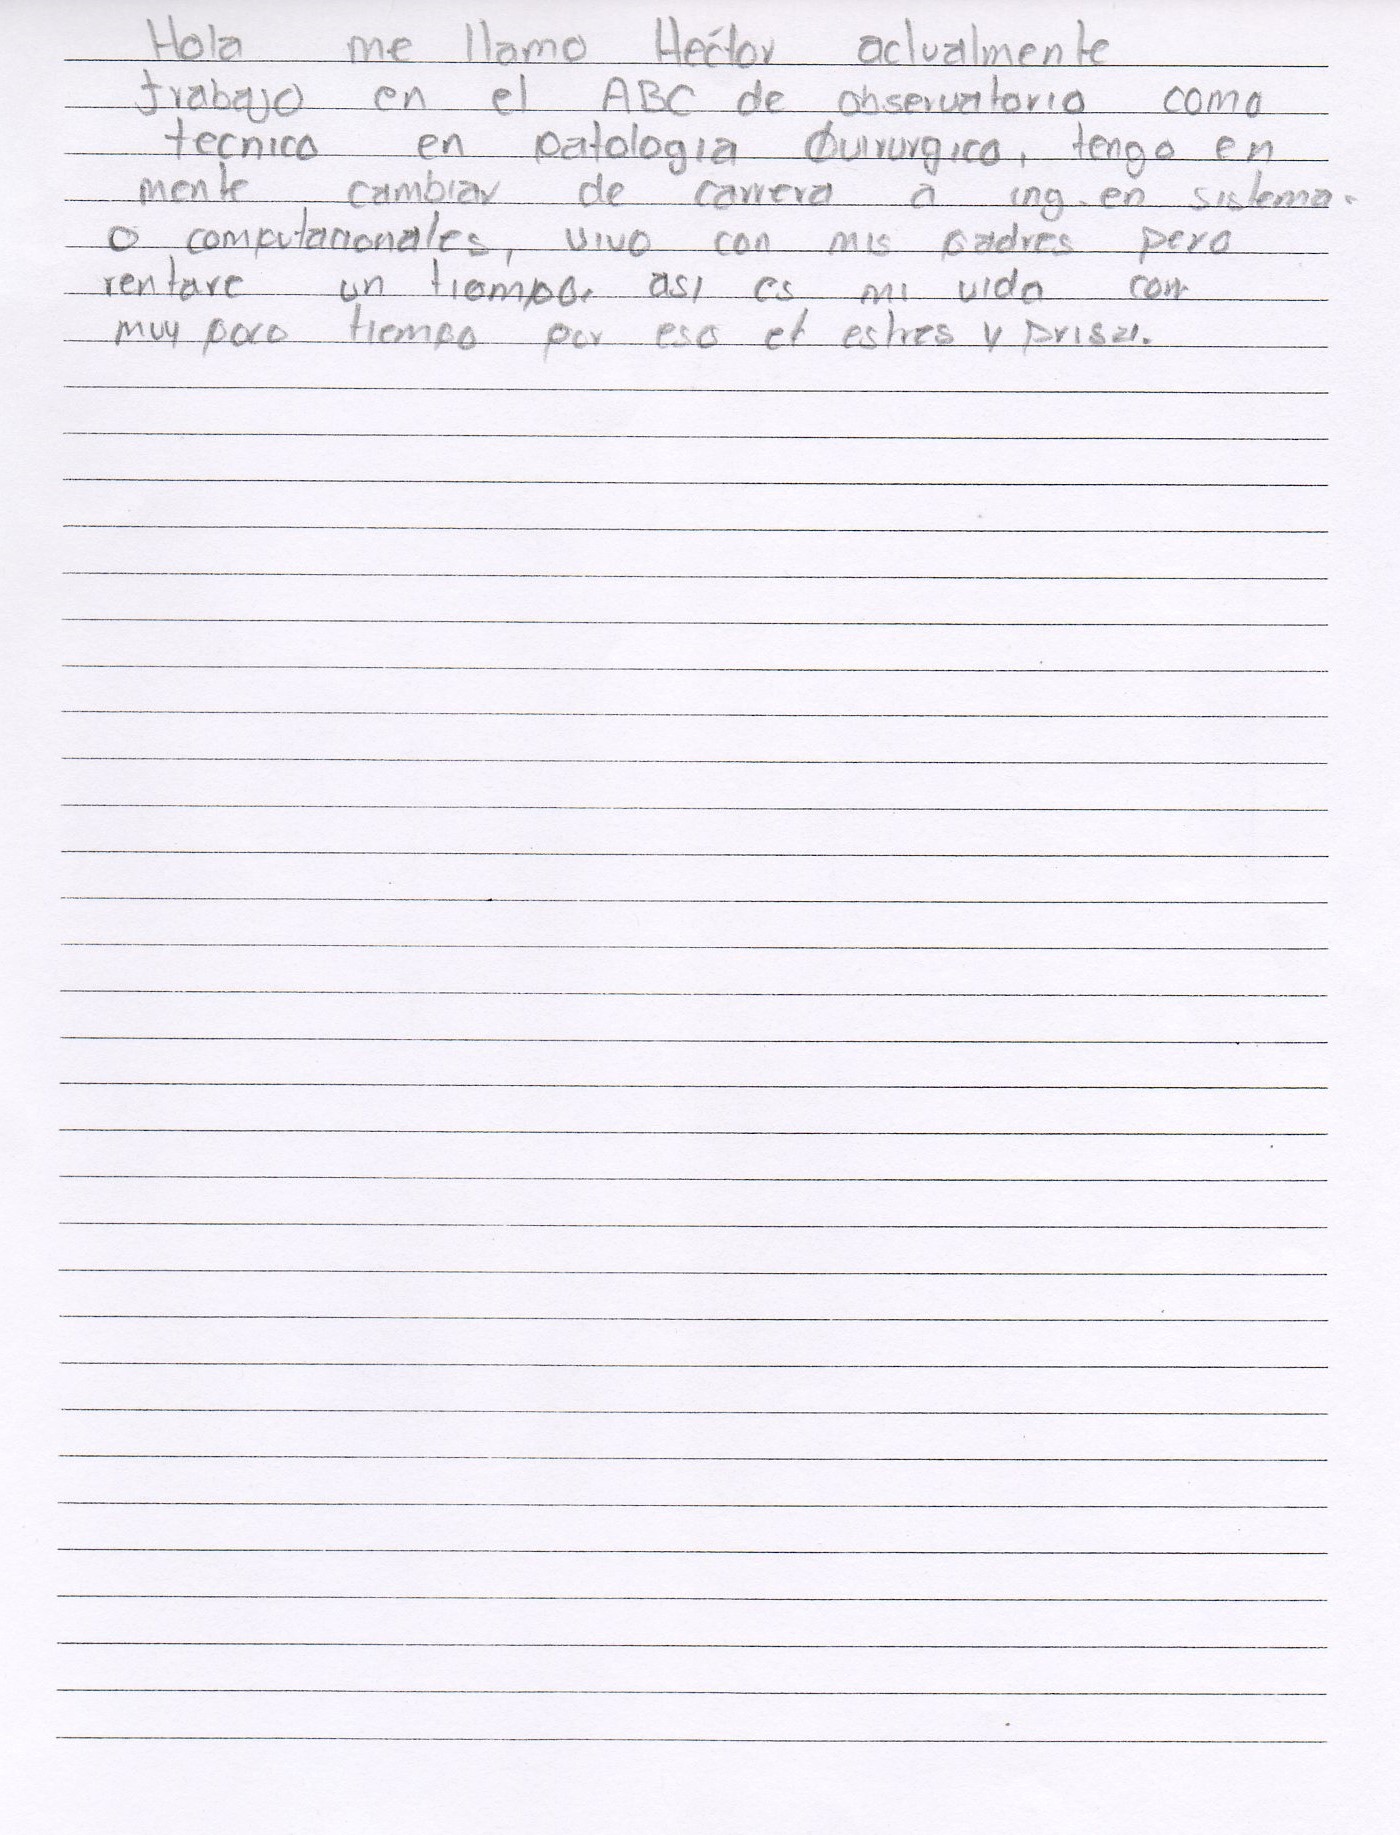 Hola me llamo Héctor actualmente
trabajo en el ABC de observatorio como
tecnico en patologia Quirurgica, tengo en
mente cambiar de carrera a ing. en sistema.
o computacionales, vivo con mis padres pero
rentare un tiempo. asi es mi vida con
muy poco tiempo por eso el estres y prisa.